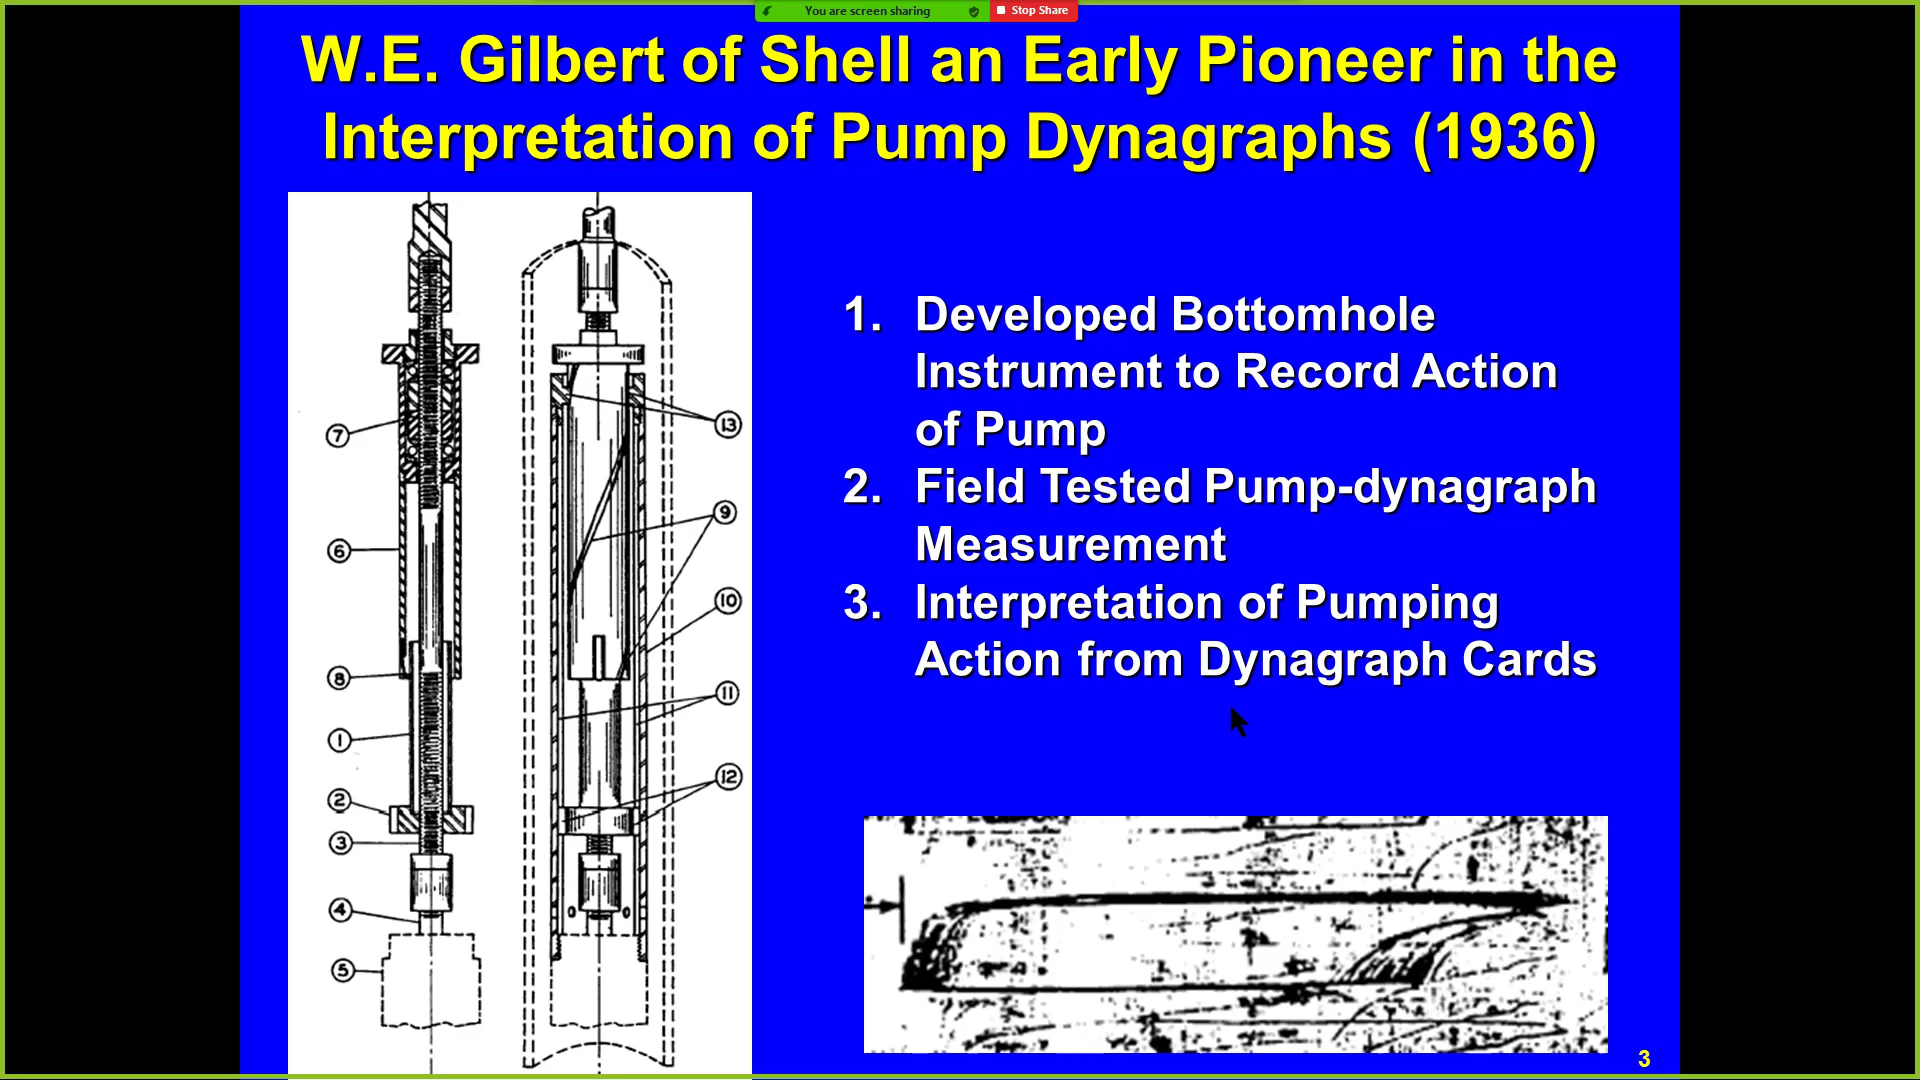 You are screen sharing
Stop Share
W.E. Gilbert of Shell an Early Pioneer in the
Interpretation of Pump Dynagraphs (1936)
7
6
8
1
2
3
4
5
13
9
10
11
12
1. Developed Bottomhole
Instrument to Record Action
of Pump
2. Field Tested Pump-dynagraph
Measurement
3. Interpretation of Pumping
Action from Dynagraph Cards
3